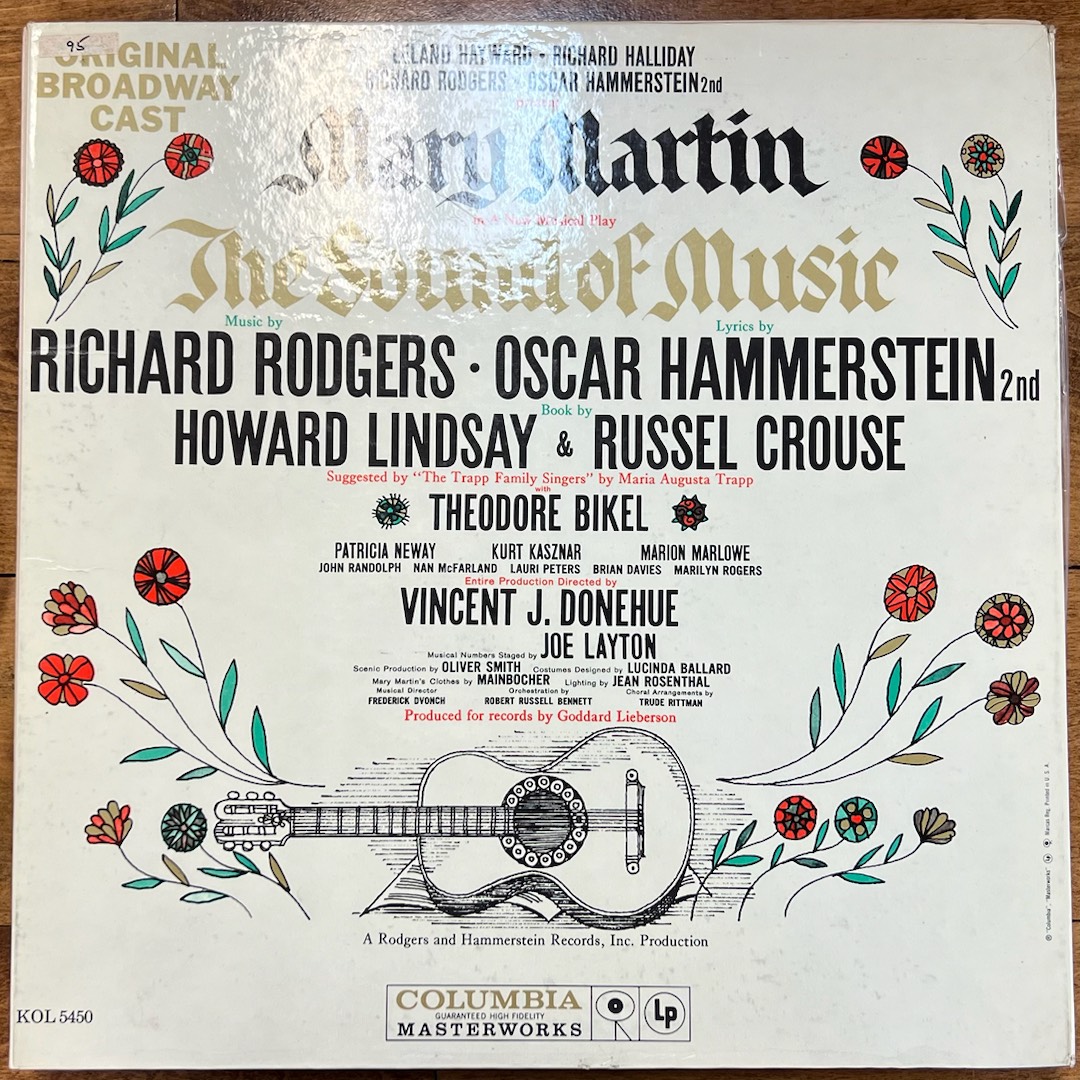 95
ORIGINAL
BROADWAY
CAST
LELAND HAYWARD • RICHARD HALLIDAY
RICHARD RODGERS • OSCAR HAMMERSTEIN 2nd
present
Mary Martin
in A New Musical Play
The Sound of Music
Music by Lyrics by
RICHARD RODGERS • OSCAR HAMMERSTEIN 2nd
Book by
HOWARD LINDSAY & RUSSEL CROUSE
Suggested by “The Trapp Family Singers” by Maria Augusta Trapp
with
THEODORE BIKEL
PATRICIA NEWAY KURT KASZNAR MARION MARLOWE
JOHN RANDOLPH NAN McFARLAND LAURI PETERS BRIAN DAVIES MARILYN ROGERS
Entire Production Directed by
VINCENT J. DONEHUE
Musical Numbers Staged by JOE LAYTON
Scenic Production by OLIVER SMITH Costumes Designed by LUCINDA BALLARD
Mary Martin's Clothes by MAINBOCHER Lighting by JEAN ROSENTHAL
Musical Director Orchestration by Choral Arrangements by
FREDERICK DVONCH ROBERT RUSSELL BENNETT TRUDE RITTMAN
Produced for records by Goddard Lieberson
A Rodgers and Hammerstein Records, Inc. Production
KOL 5450
COLUMBIA
GUARANTEED HIGH FIDELITY
MASTERWORKS
Lp
℗ "Columbia", "Masterworks" Lp Marcas Reg. Printed in U. S. A.